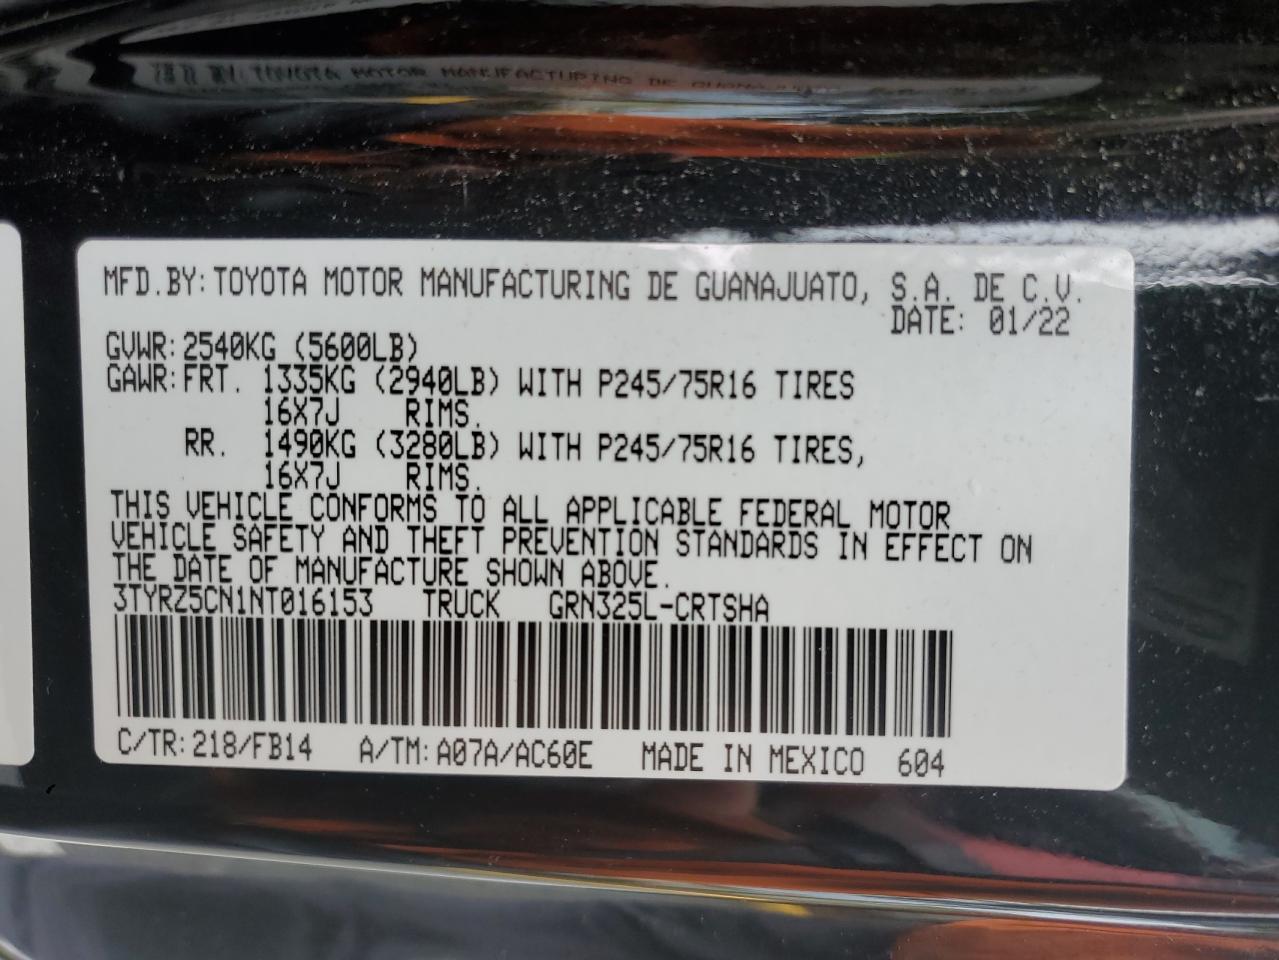 MFD.BY: TOYOTA MOTOR MANUFACTURING DE GUANAJUATO, S.A. DE C.V.
DATE: 01/22
GVWR: 2540KG (5600LB)
GAWR: FRT. 1335KG (2940LB) WITH P245/75R16 TIRES
16X7J RIMS.
RR. 1490KG (3280LB) WITH P245/75R16 TIRES,
16X7J RIMS.
THIS VEHICLE CONFORMS TO ALL APPLICABLE FEDERAL MOTOR
VEHICLE SAFETY AND THEFT PREVENTION STANDARDS IN EFFECT ON
THE DATE OF MANUFACTURE SHOWN ABOVE.
3TYRZ5CN1NT016153 TRUCK GRN325L-CRTSHA
C/TR: 218/FB14 A/TM: A07A/AC60E MADE IN MEXICO 604